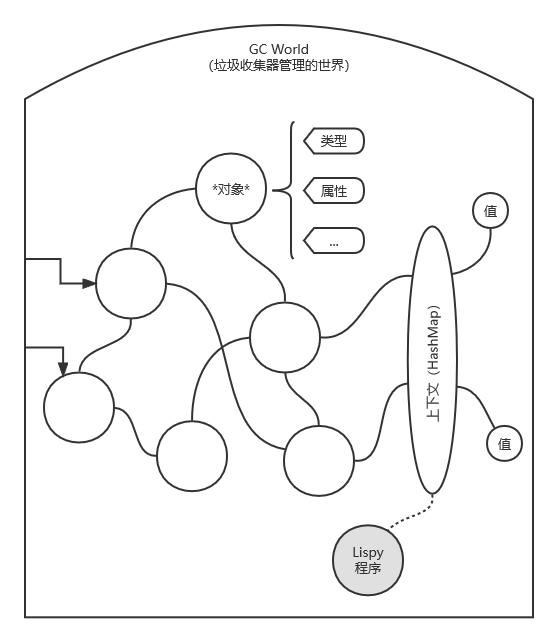 GC World
（垃圾收集器管理的世界）
*对象*
类型
属性
...
值
上下文（HashMap）
值
Lispy
程序